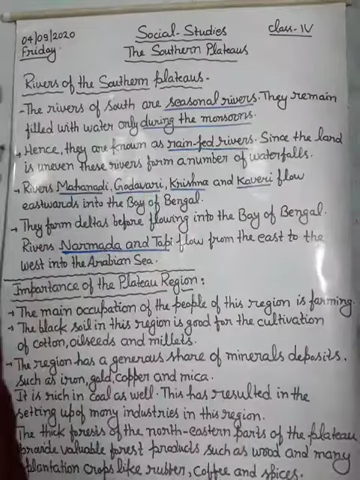 04/09/2020 Social-Studies Class-IV
Friday The Southern Plateaus
Rivers of the Southern plateaus-
- The rivers of south are seasonal rivers. They remain
filled with water only during the monsoons.
→ Hence, they are known as rain-fed rivers. Since the land
is uneven these rivers form a number of waterfalls.
→ Rivers Mahanadi, Godavari, Krishna and Kaveri flow
eastwards into the Bay of Bengal.
→ They form deltas before flowing into the Bay of Bengal.
Rivers Narmada and Tapi flow from the east to the
west into the Arabian Sea.
Importance of the Plateau Region:
→ The main occupation of the people of this region is farming.
→ The black soil in this region is good for the cultivation
of cotton, oilseeds and millets.
→ The region has a generous share of minerals deposits,
such as iron, gold, copper and mica.
It is rich in coal as well. This has resulted in the
setting up of many industries in this region.
The thick forests of the north-eastern parts of the plateau
provide valuable forest products such as wood and many
plantation crops like rubber, coffee and spices.